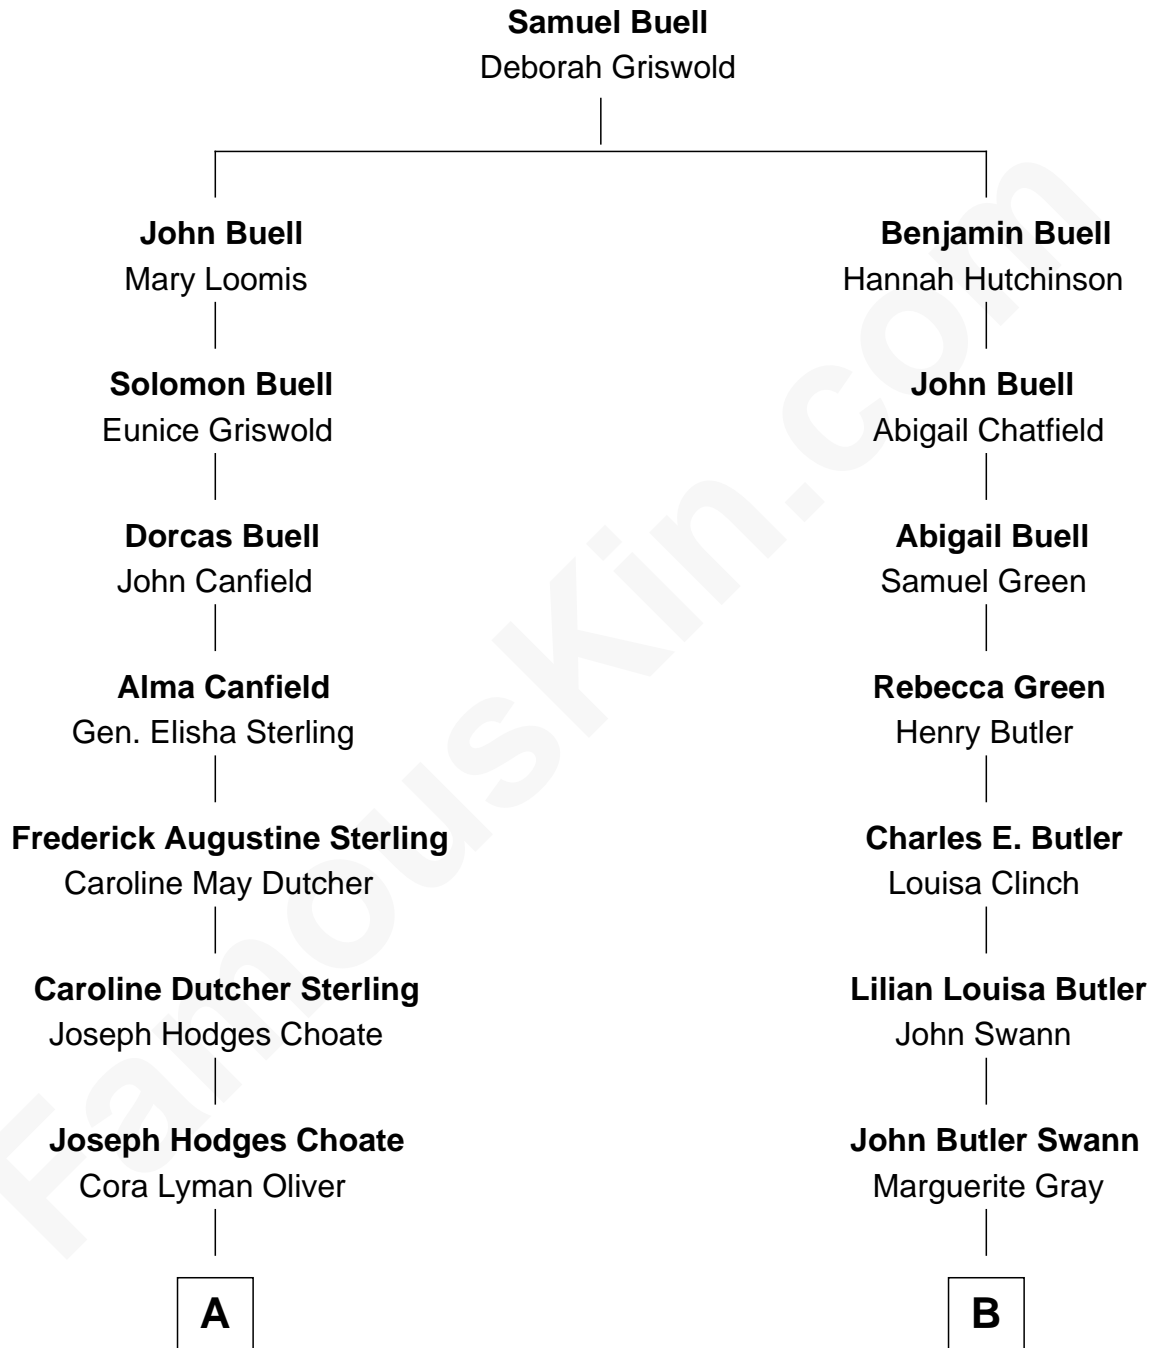 Samuel Buell
Deborah Griswold
John Buell
Mary Loomis
Solomon Buell
Eunice Griswold
Dorcas Buell
John Canfield
Alma Canfield
Gen. Elisha Sterling
Frederick Augustine Sterling
Caroline May Dutcher
Caroline Dutcher Sterling
Joseph Hodges Choate
Joseph Hodges Choate
Cora Lyman Oliver
A
Benjamin Buell
Hannah Hutchinson
John Buell
Abigail Chatfield
Abigail Buell
Samuel Green
Rebecca Green
Henry Butler
Charles E. Butler
Louisa Clinch
Lilian Louisa Butler
John Swann
John Butler Swann
Marguerite Gray
B
FamousKin.com